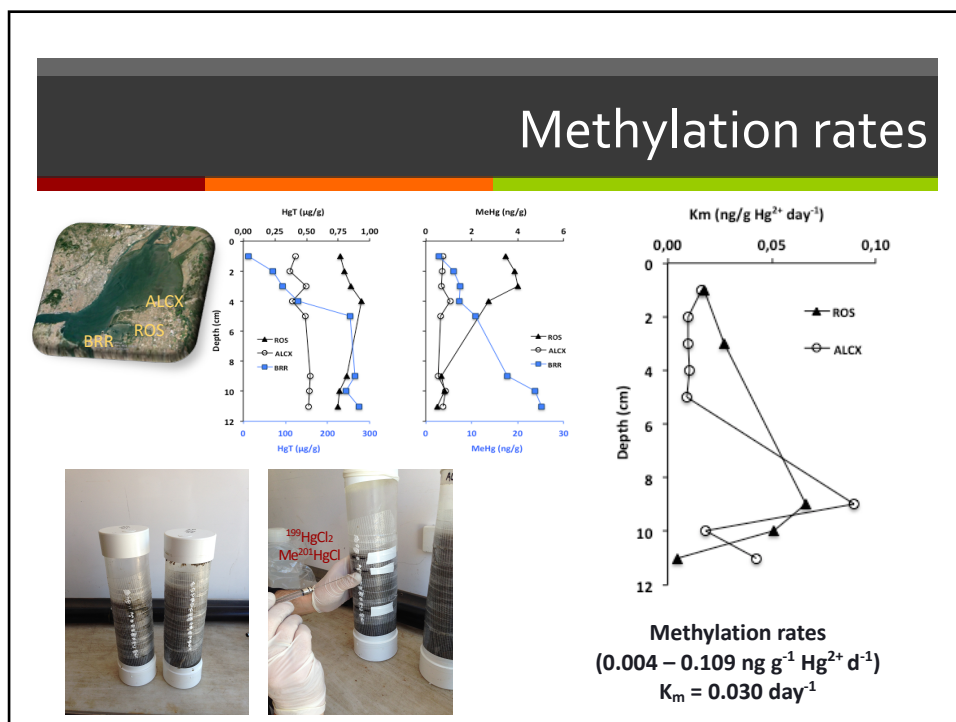 Methylation rates
ALCX
ROS
BRR
HgT (µg/g)
0 0,25 0,50 0,75 1,00
0
2
4
6
8
10
12
Depth (cm)
ROS
ALCX
BRR
0 100 200 300
HgT (µg/g)
MeHg (ng/g)
0 2 4 6
ROS
ALCX
BRR
0 10 20 30
MeHg (ng/g)
Km (ng/g Hg²⁺ day⁻¹)
0,00 0,05 0,10
0
2
4
6
8
10
12
Depth (cm)
ROS
ALCX
¹⁹⁹HgCl₂
Me²⁰¹HgCl
Methylation rates
(0.004 – 0.109 ng g⁻¹ Hg²⁺ d⁻¹)
Kₘ = 0.030 day⁻¹